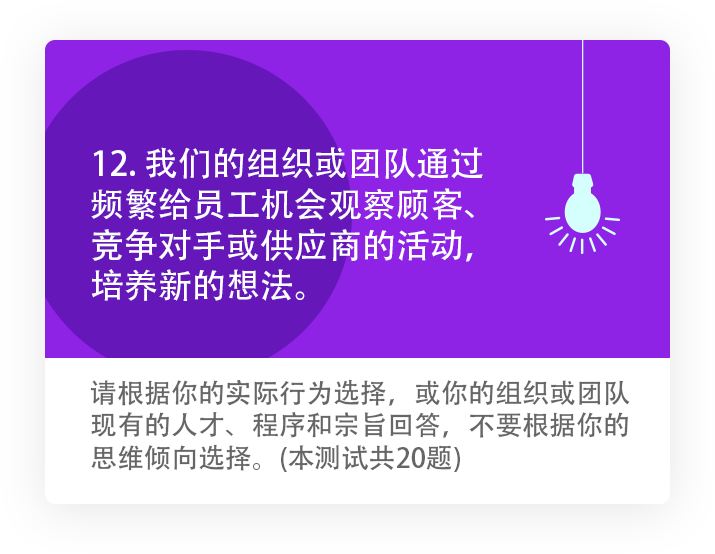 12. 我们的组织或团队通过
频繁给员工机会观察顾客、
竞争对手或供应商的活动，
培养新的想法。
请根据你的实际行为选择，或你的组织或团队
现有的人才、程序和宗旨回答，不要根据你的
思维倾向选择。(本测试共20题)